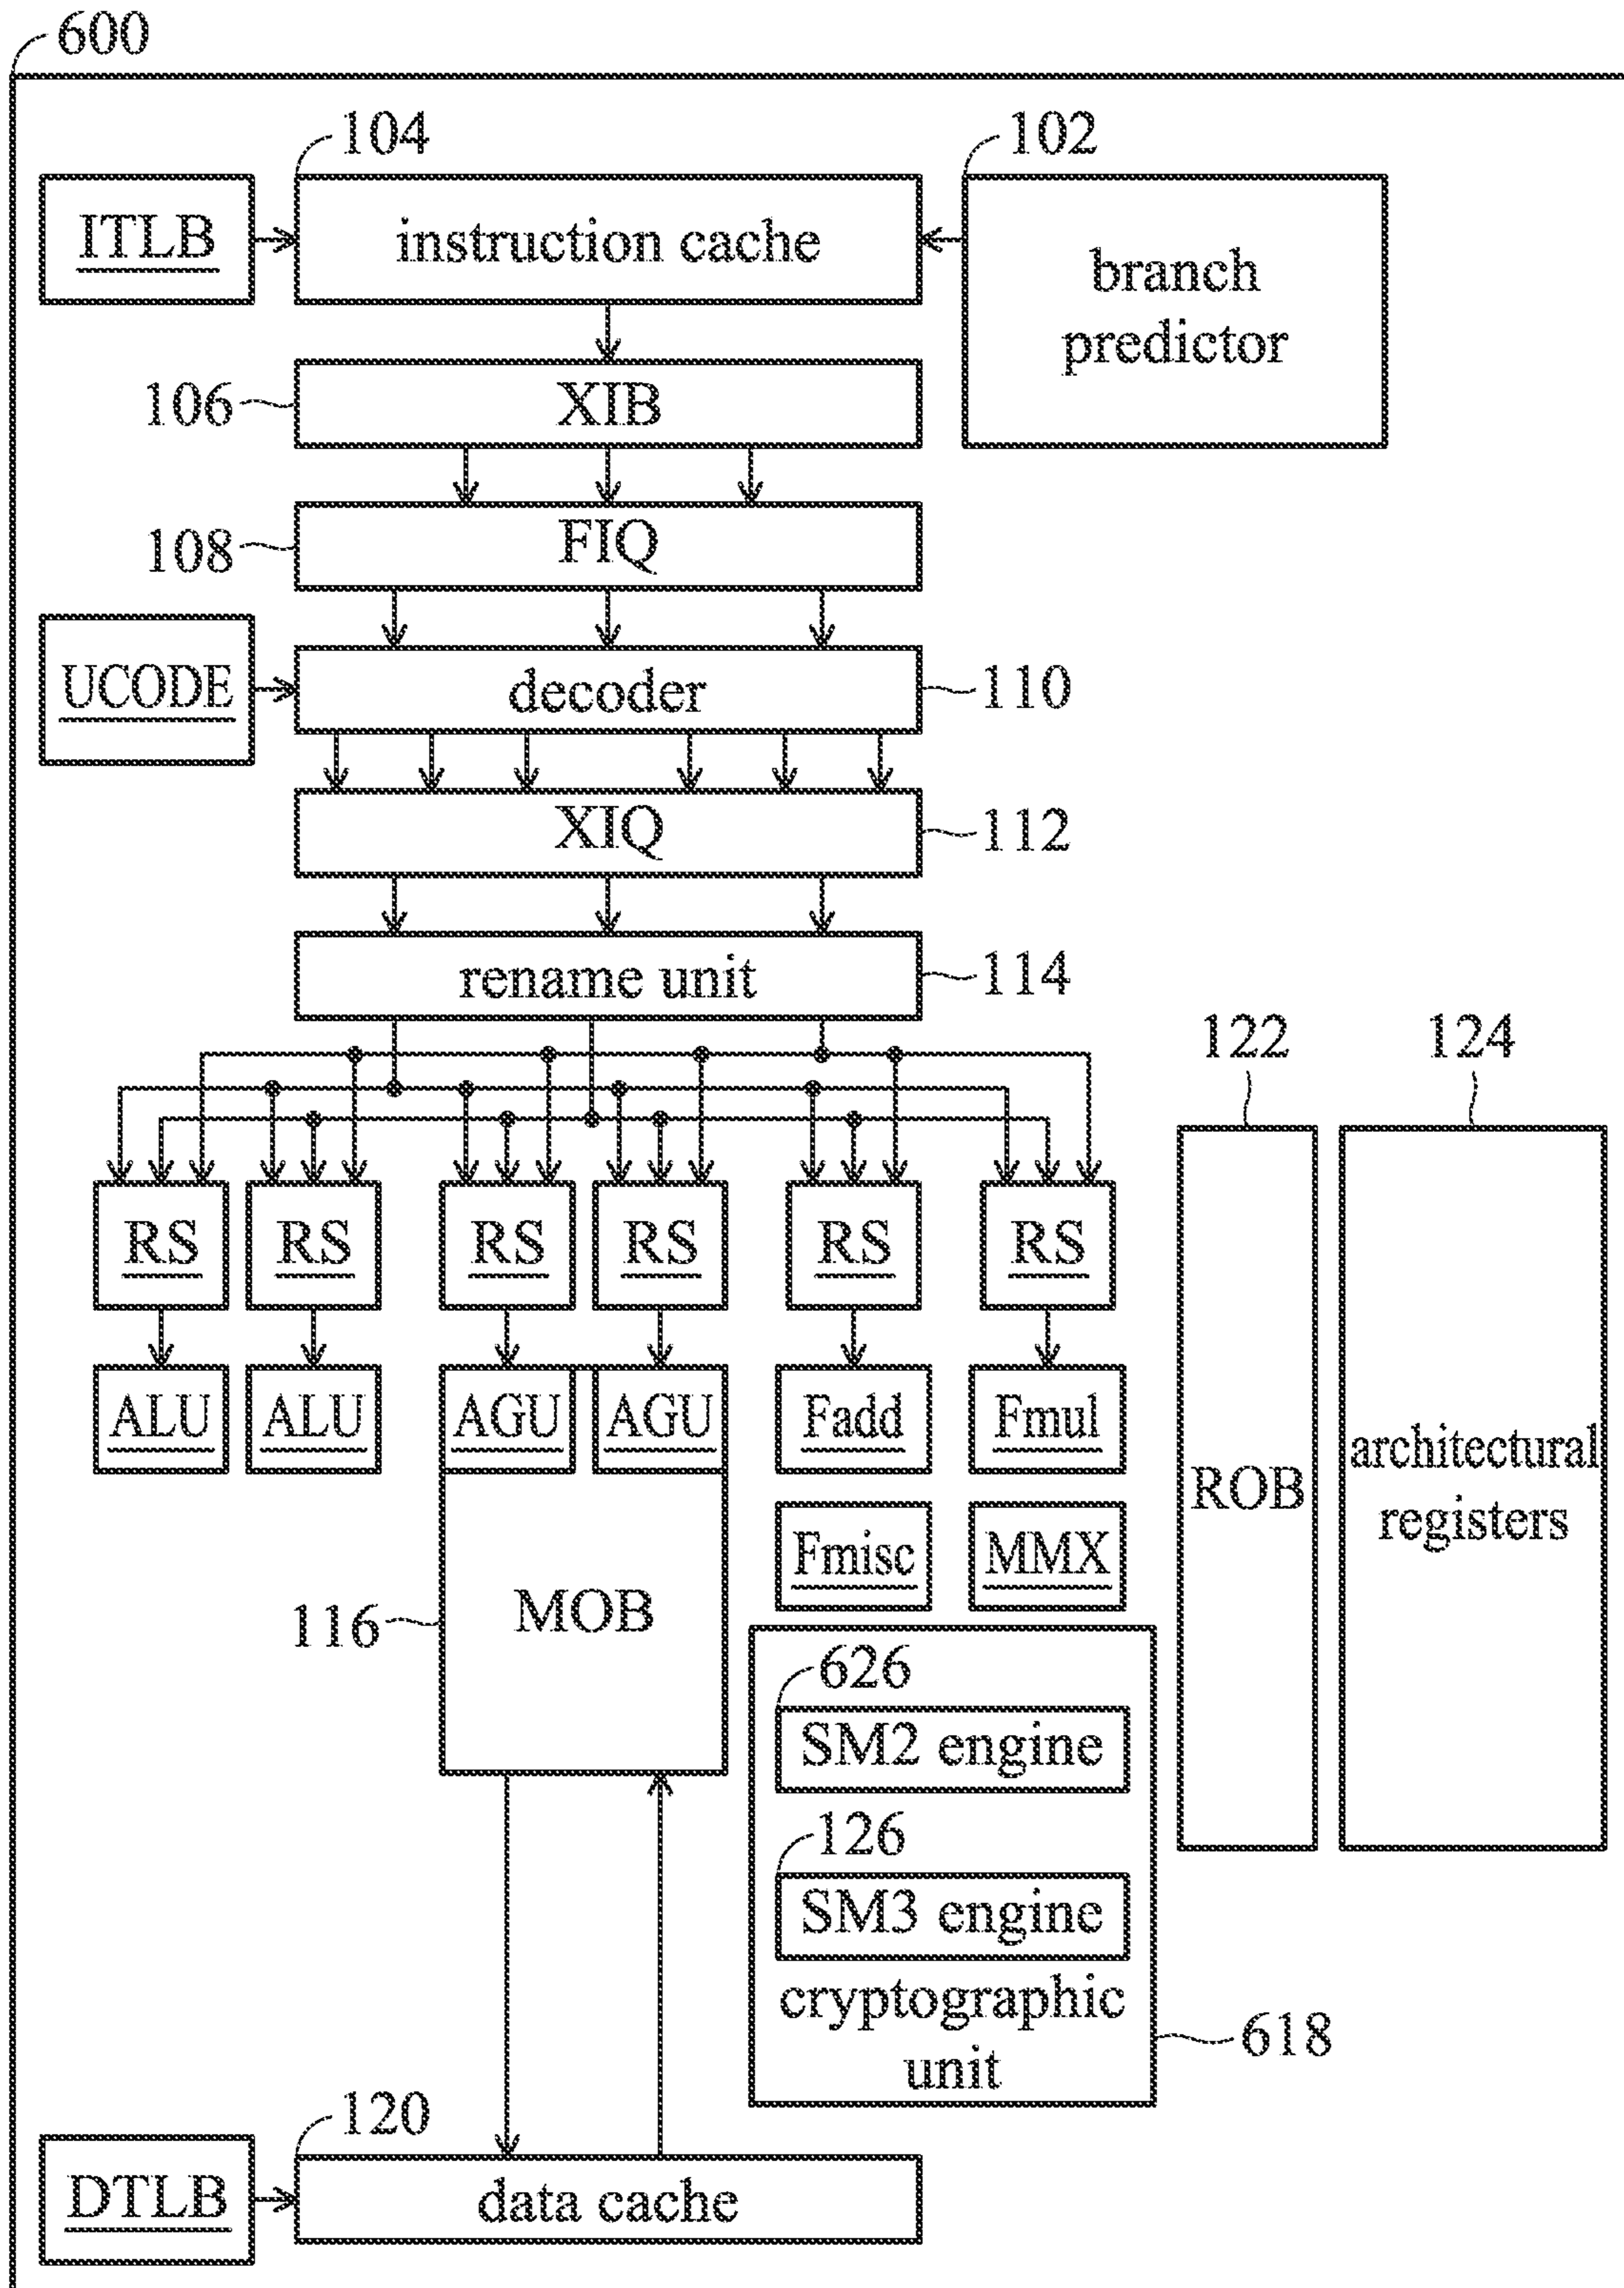 600
104
102
ITLB
instruction cache
branch
predictor
106
XIB
108
FIQ
UCODE
decoder
110
XIQ
112
rename unit
114
122
124
RS
RS
RS
RS
RS
RS
ALU
ALU
AGU
AGU
Fadd
Fmul
ROB
architectural
registers
Fmisc
MMX
116
MOB
626
SM2 engine
126
SM3 engine
cryptographic
unit
618
120
DTLB
data cache